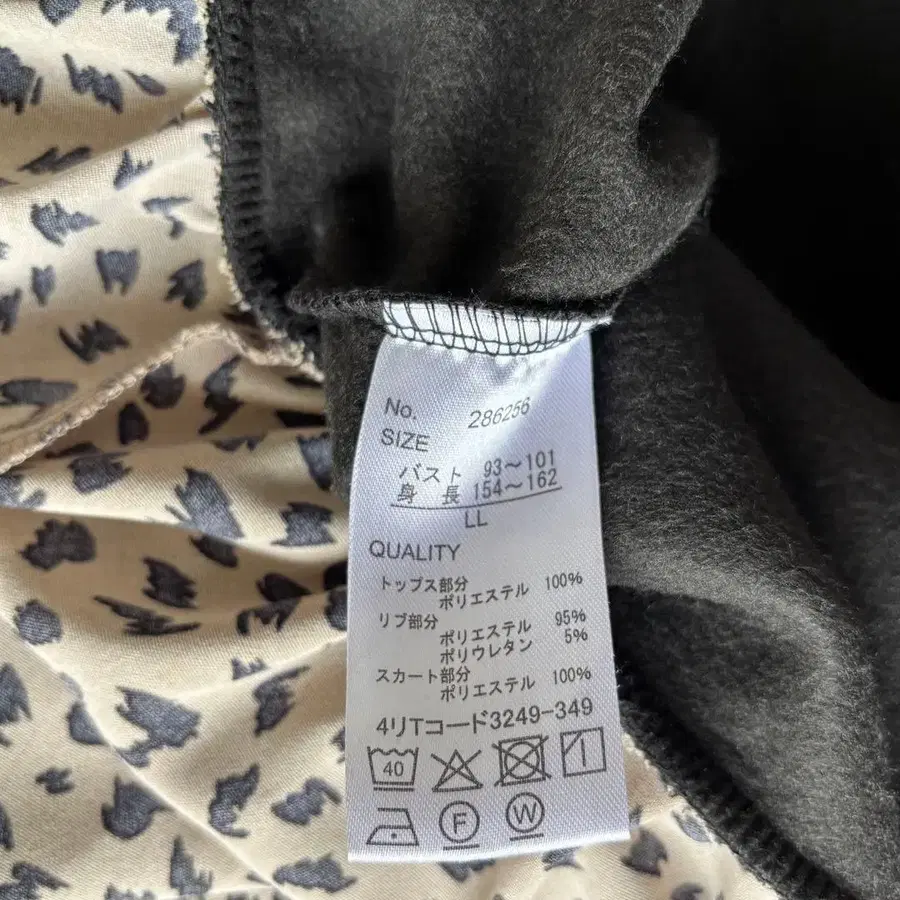 No. 286256
SIZE
バスト 93〜101
身長 154〜162
LL
QUALITY
トップス部分
ポリエステル 100%
リブ部分
ポリエステル 95%
ポリウレタン 5%
スカート部分
ポリエステル 100%
4リTコード3249-349
40
F W